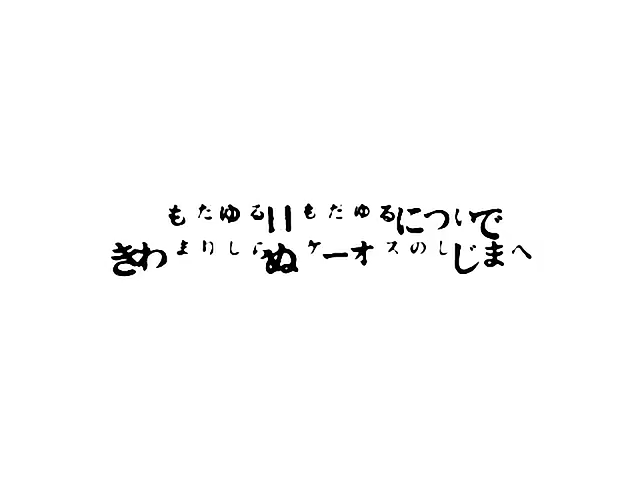 もたゆる||もだゆるについで
きわまりしらぬケーオスのしじまへ